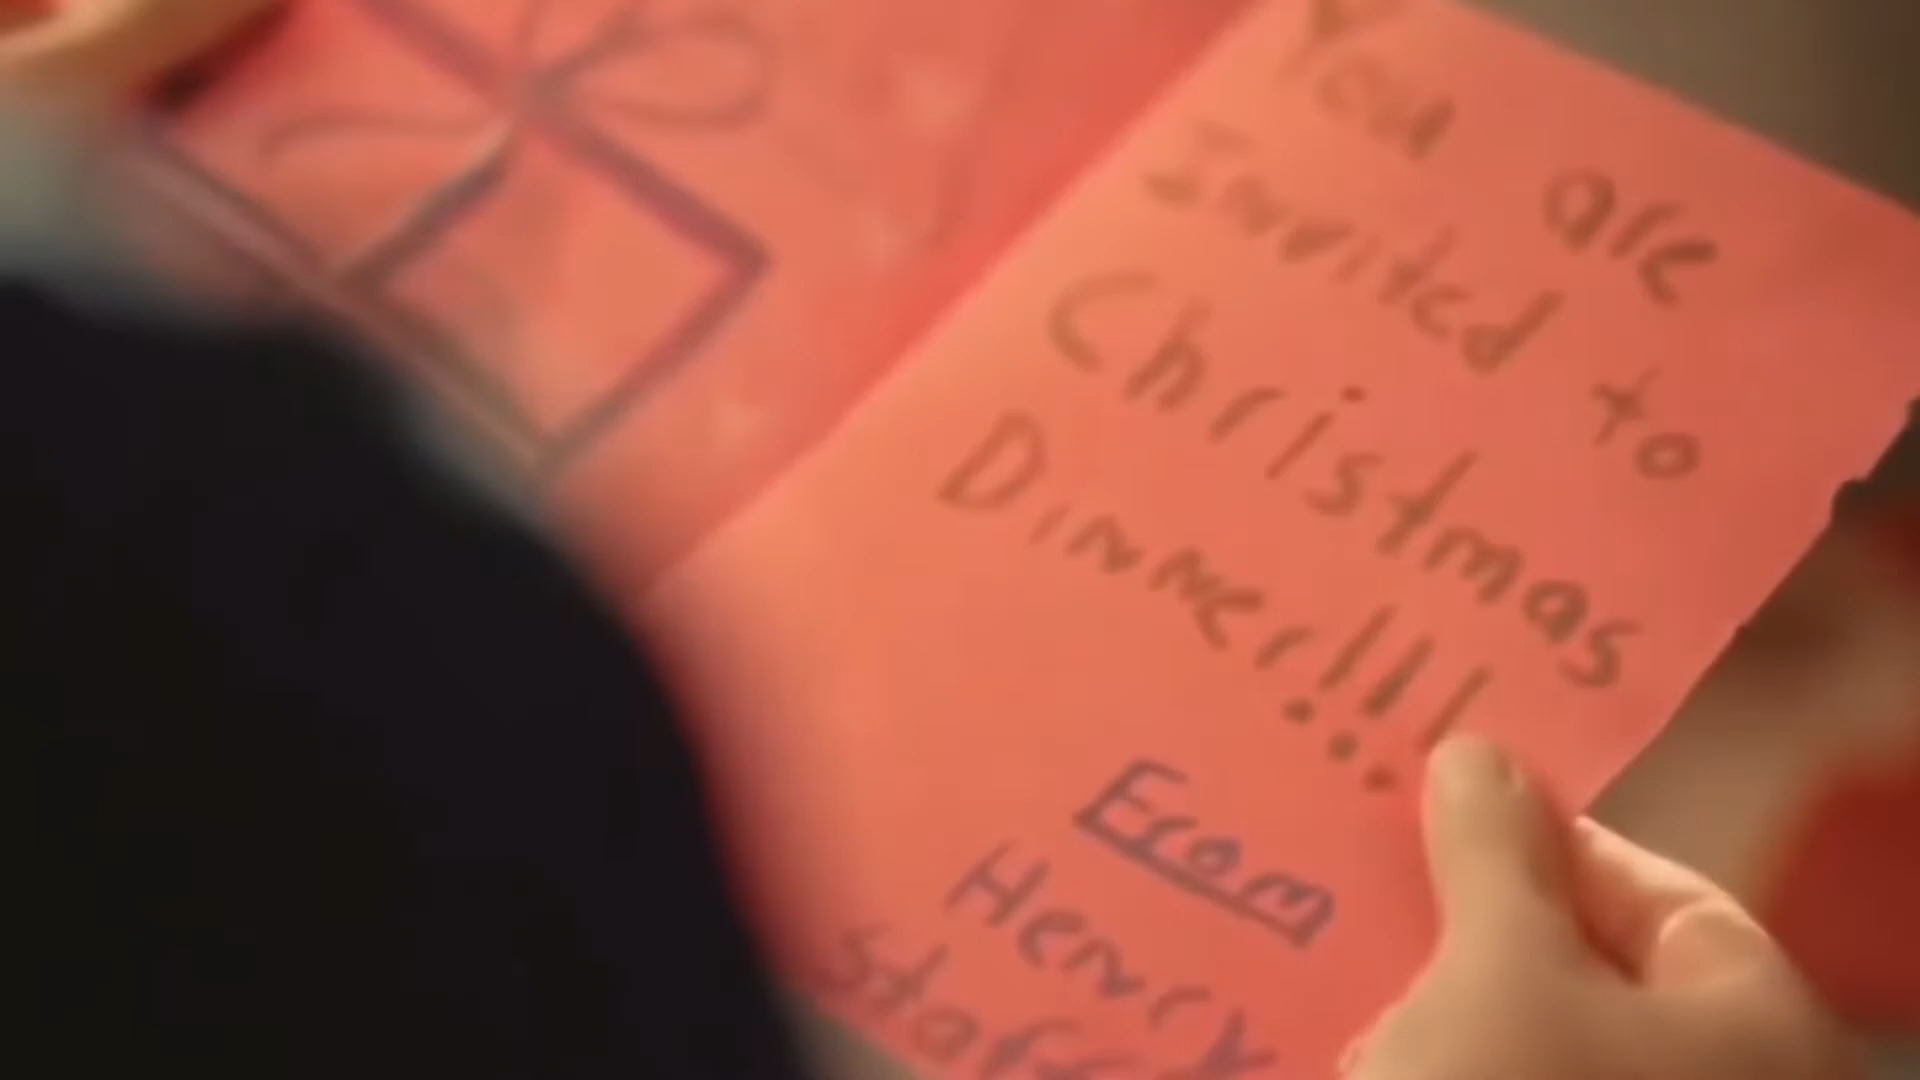 You are
Invited to
Christmas
Dinner!!!
From
Henry